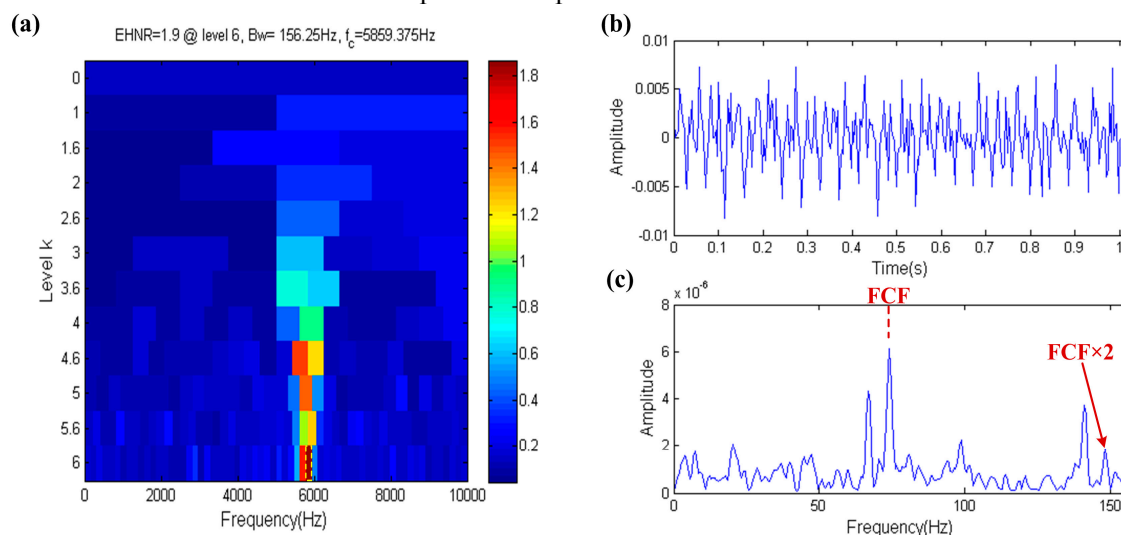 (a)
EHNR=1.9 @ level 6, Bw= 156.25Hz, f_c=5859.375Hz
Level k
0
1
1.6
2
2.6
3
3.6
4
4.6
5
5.6
6
0 2000 4000 6000 8000 10000
Frequency(Hz)
1.8
1.6
1.4
1.2
1
0.8
0.6
0.4
0.2
(b)
Amplitude
0.01
0.005
0
-0.005
-0.01
0 0.1 0.2 0.3 0.4 0.5 0.6 0.7 0.8 0.9 1
Time(s)
(c)
x 10^-6
FCF
FCF×2
Amplitude
8
6
4
2
0
0 50 100 15
Frequency(Hz)